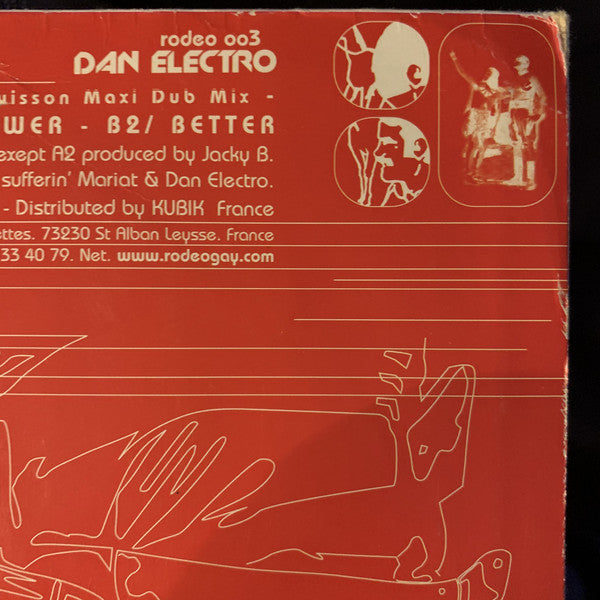 rodeo 003
DAN ELECTRO
uisson Maxi Dub Mix -
WER - B2/ BETTER
exept A2 produced by Jacky B.
sufferin' Mariat & Dan Electro.
- Distributed by KUBIK France
ettes. 73230 St Alban Leysse. France
33 40 79. Net. www.rodeogay.com